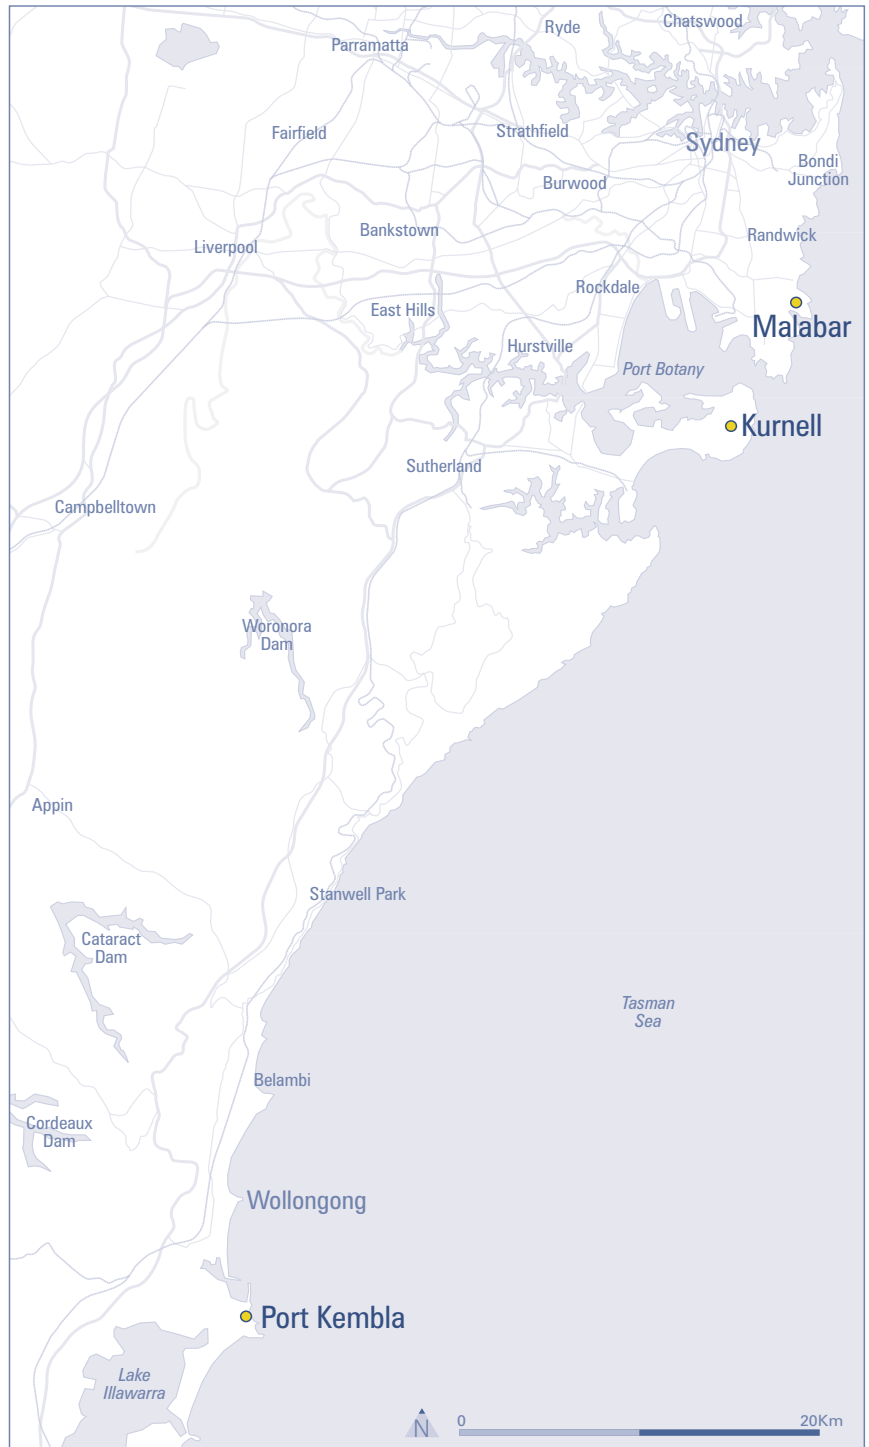 Chatswood
Ryde
Parramatta
Fairfield
Strathfield
Sydney
Bondi
Junction
Burwood
Bankstown
Randwick
Liverpool
Rockdale
East Hills
Malabar
Hurstville
Port Botany
Kurnell
Sutherland
Campbelltown
Woronora
Dam
Appin
Stanwell Park
Cataract
Dam
Tasman
Sea
Belambi
Cordeaux
Dam
Wollongong
Port Kembla
Lake
Illawarra
N
0
20Km